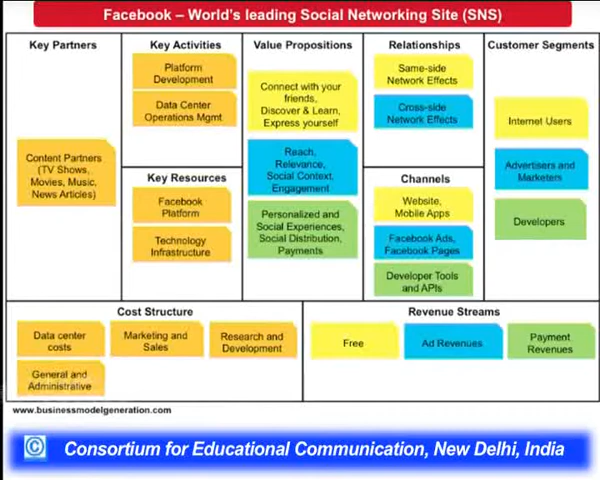 Facebook – World's leading Social Networking Site (SNS)
Key Partners
Content Partners
(TV Shows,
Movies, Music,
News Articles)
Key Activities
Platform
Development
Data Center
Operations Mgmt
Key Resources
Facebook
Platform
Technology
Infrastructure
Value Propositions
Connect with your
friends,
Discover & Learn,
Express yourself
Reach,
Relevance,
Social Context,
Engagement
Personalized and
Social Experiences,
Social Distribution,
Payments
Relationships
Same-side
Network Effects
Cross-side
Network Effects
Channels
Website,
Mobile Apps
Facebook Ads,
Facebook Pages
Developer Tools
and APIs
Customer Segments
Internet Users
Advertisers and
Marketers
Developers
Cost Structure
Data center
costs
Marketing and
Sales
Research and
Development
General and
Administrative
Revenue Streams
Free
Ad Revenues
Payment
Revenues
www.businessmodelgeneration.com
© Consortium for Educational Communication, New Delhi, India